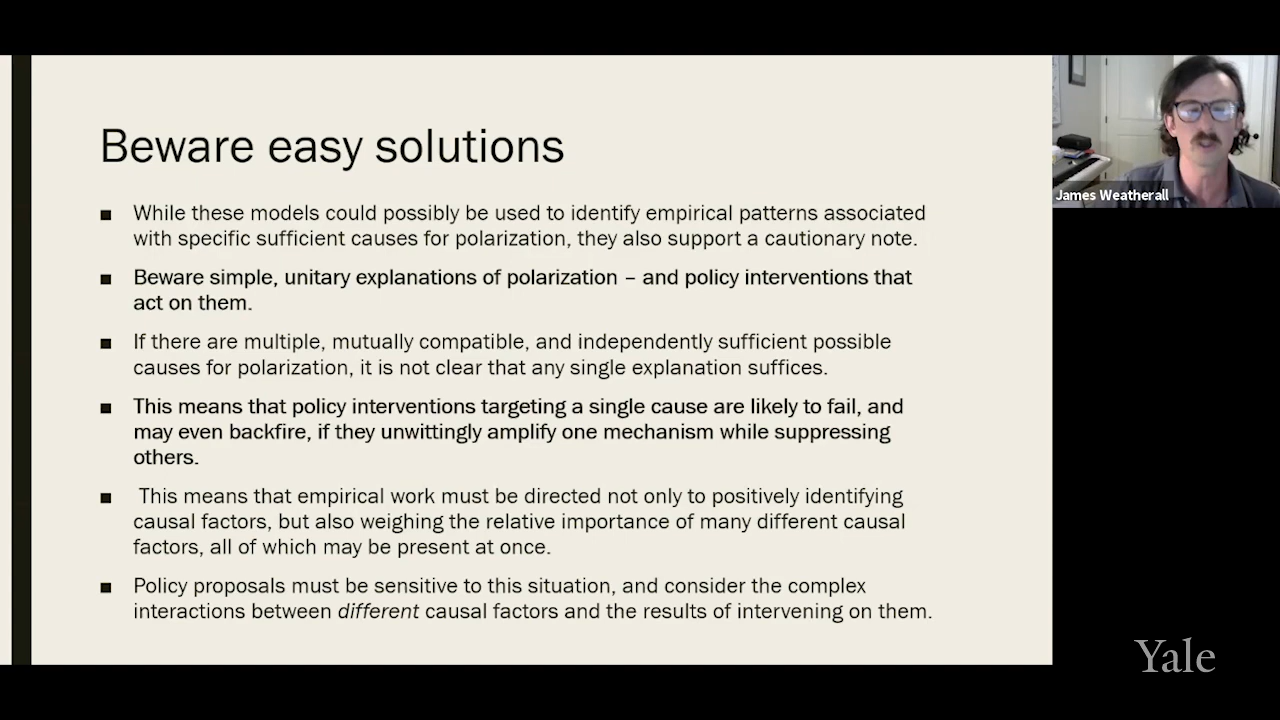 Beware easy solutions
While these models could possibly be used to identify empirical patterns associated
with specific sufficient causes for polarization, they also support a cautionary note.
Beware simple, unitary explanations of polarization – and policy interventions that
act on them.
If there are multiple, mutually compatible, and independently sufficient possible
causes for polarization, it is not clear that any single explanation suffices.
This means that policy interventions targeting a single cause are likely to fail, and
may even backfire, if they unwittingly amplify one mechanism while suppressing
others.
This means that empirical work must be directed not only to positively identifying
causal factors, but also weighing the relative importance of many different causal
factors, all of which may be present at once.
Policy proposals must be sensitive to this situation, and consider the complex
interactions between different causal factors and the results of intervening on them.
James Weatherall
Yale